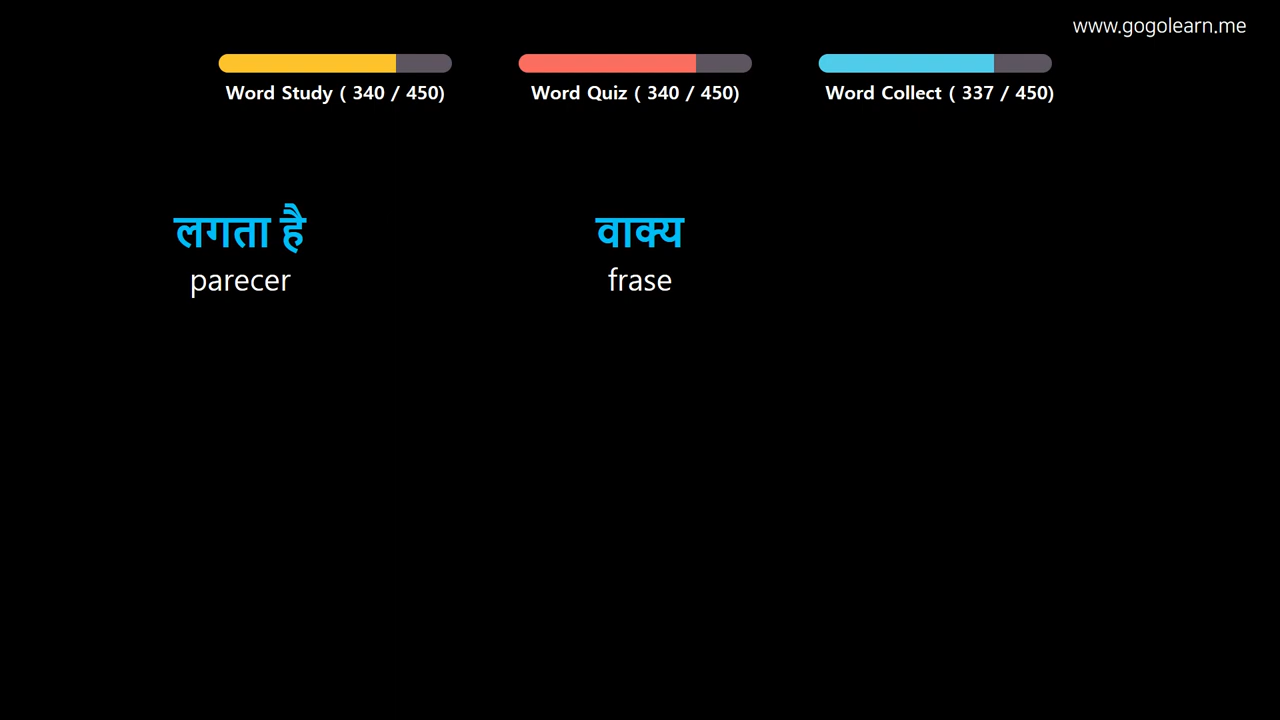 www.gogolearn.me
Word Study ( 340 / 450)
Word Quiz ( 340 / 450)
Word Collect ( 337 / 450)
लगता है
parecer
वाक्य
frase